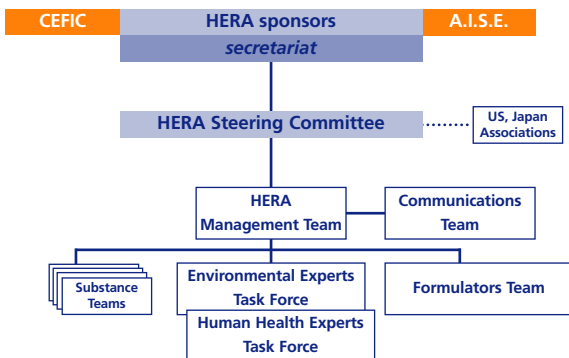 CEFIC
HERA sponsors
A.I.S.E.
secretariat
HERA Steering Committee
US, Japan
Associations
HERA
Management Team
Communications
Team
Substance
Teams
Environmental Experts
Task Force
Human Health Experts
Task Force
Formulators Team